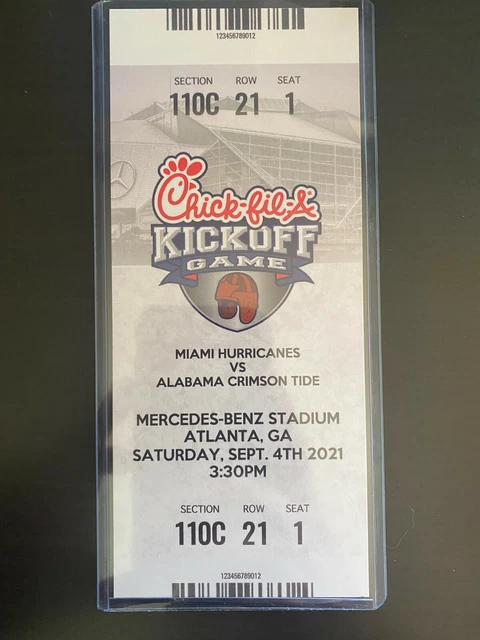 123456789012
SECTION ROW SEAT
110C 21 1
Chick-fil-A
KICKOFF
GAME
MIAMI HURRICANES
VS
ALABAMA CRIMSON TIDE
MERCEDES-BENZ STADIUM
ATLANTA, GA
SATURDAY, SEPT. 4TH 2021
3:30PM
SECTION ROW SEAT
110C 21 1
123456789012